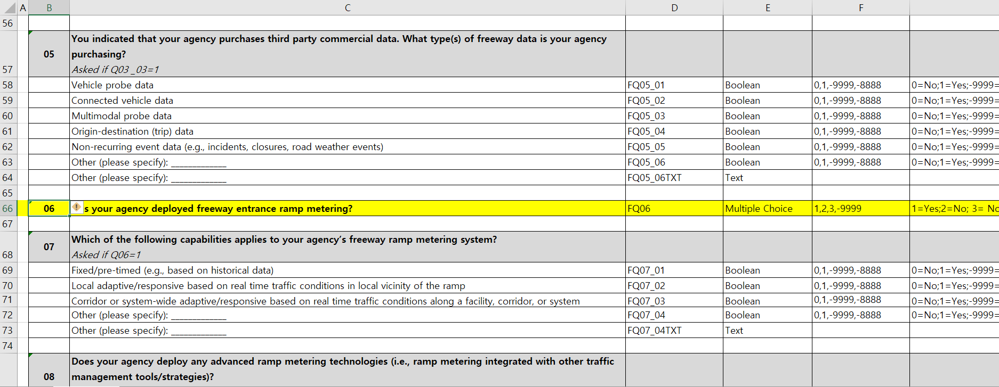 A B C D E F
56
05 You indicated that your agency purchases third party commercial data. What type(s) of freeway data is your agency
purchasing?
57 Asked if Q03_03=1
58 Vehicle probe data FQ05_01 Boolean 0,1,-9999,-8888 0=No;1=Yes;-9999=
59 Connected vehicle data FQ05_02 Boolean 0,1,-9999,-8888 0=No;1=Yes;-9999=
60 Multimodal probe data FQ05_03 Boolean 0,1,-9999,-8888 0=No;1=Yes;-9999=
61 Origin-destination (trip) data FQ05_04 Boolean 0,1,-9999,-8888 0=No;1=Yes;-9999=
62 Non-recurring event data (e.g., incidents, closures, road weather events) FQ05_05 Boolean 0,1,-9999,-8888 0=No;1=Yes;-9999=
63 Other (please specify): _____________ FQ05_06 Boolean 0,1,-9999,-8888 0=No;1=Yes;-9999=
64 Other (please specify): _____________ FQ05_06TXT Text
65
66 06 s your agency deployed freeway entrance ramp metering? FQ06 Multiple Choice 1,2,3,-9999 1=Yes;2=No; 3= No
67
07 Which of the following capabilities applies to your agency’s freeway ramp metering system?
68 Asked if Q06=1
69 Fixed/pre-timed (e.g., based on historical data) FQ07_01 Boolean 0,1,-9999,-8888 0=No;1=Yes;-9999=
70 Local adaptive/responsive based on real time traffic conditions in local vicinity of the ramp FQ07_02 Boolean 0,1,-9999,-8888 0=No;1=Yes;-9999=
71 Corridor or system-wide adaptive/responsive based on real time traffic conditions along a facility, corridor, or system FQ07_03 Boolean 0,1,-9999,-8888 0=No;1=Yes;-9999=
72 Other (please specify): _____________ FQ07_04 Boolean 0,1,-9999,-8888 0=No;1=Yes;-9999=
73 Other (please specify): _____________ FQ07_04TXT Text
74
Does your agency deploy any advanced ramp metering technologies (i.e., ramp metering integrated with other traffic
08 management tools/strategies)?